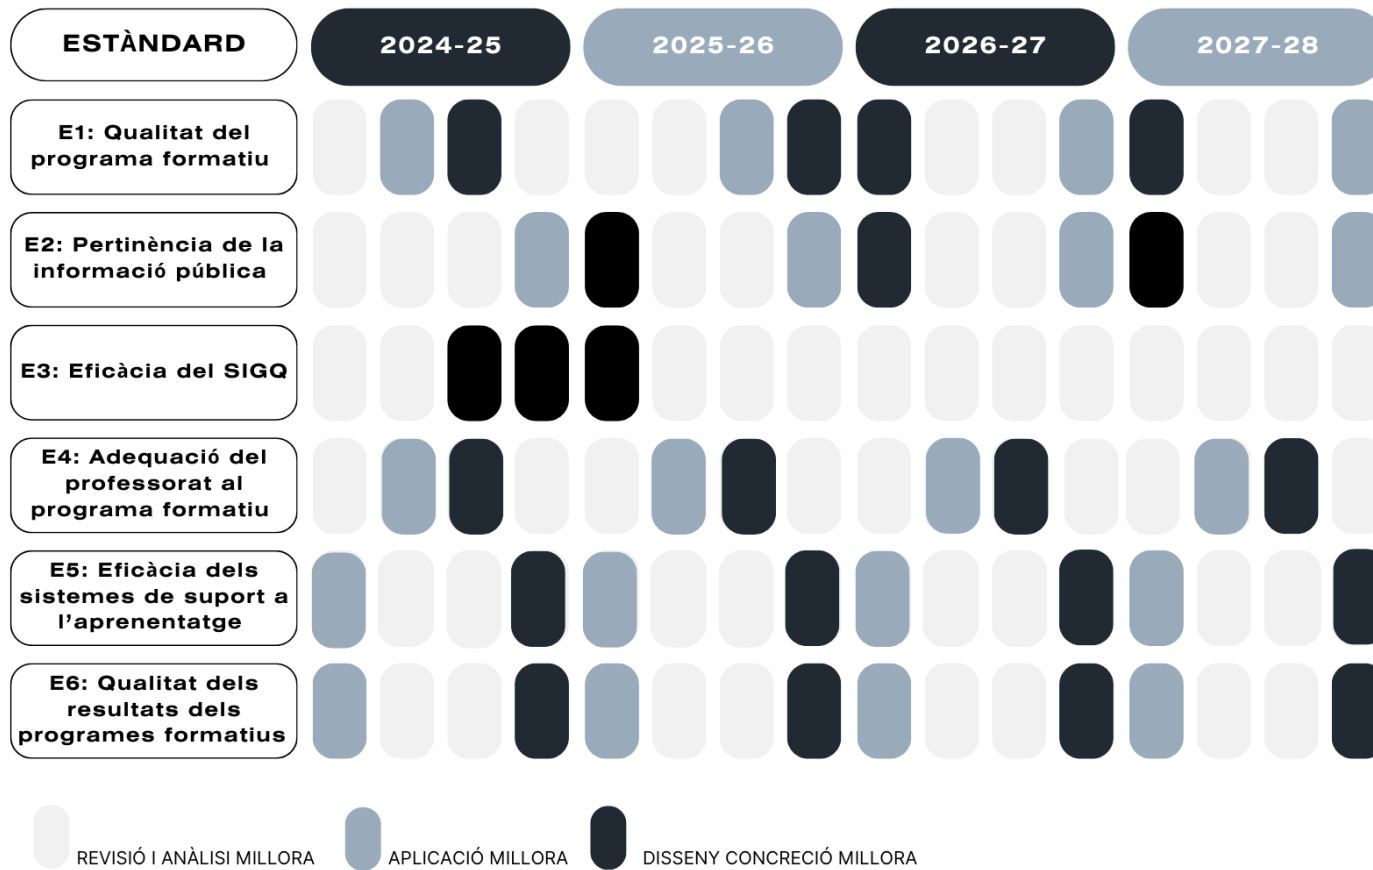 ESTÀNDARD
2024-25
2025-26
2026-27
2027-28
E1: Qualitat del
programa formatiu
E2: Pertinència de la
informació pública
E3: Eficàcia del SIGQ
E4: Adequació del
professorat al
programa formatiu
E5: Eficàcia dels
sistemes de suport a
l’aprenentatge
E6: Qualitat dels
resultats dels
programes formatius
REVISIÓ I ANÀLISI MILLORA
APLICACIÓ MILLORA
DISSENY CONCRECIÓ MILLORA